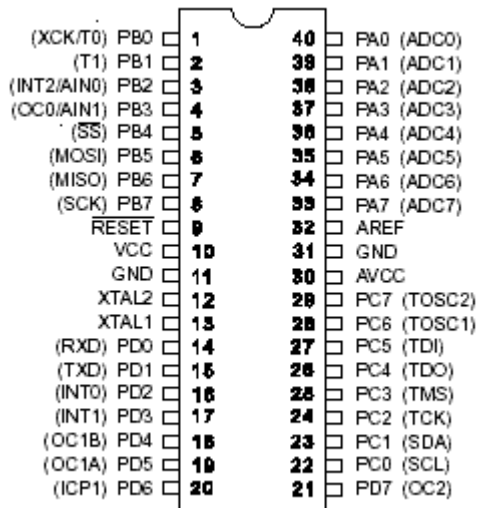 (XCK/T0) PB0 1 40 PA0 (ADC0)
(T1) PB1 2 39 PA1 (ADC1)
(INT2/AIN0) PB2 3 38 PA2 (ADC2)
(OC0/AIN1) PB3 4 37 PA3 (ADC3)
(SS) PB4 5 36 PA4 (ADC4)
(MOSI) PB5 6 35 PA5 (ADC5)
(MISO) PB6 7 34 PA6 (ADC6)
(SCK) PB7 8 33 PA7 (ADC7)
RESET 9 32 AREF
VCC 10 31 GND
GND 11 30 AVCC
XTAL2 12 29 PC7 (TOSC2)
XTAL1 13 28 PC6 (TOSC1)
(RXD) PD0 14 27 PC5 (TDI)
(TXD) PD1 15 26 PC4 (TDO)
(INT0) PD2 16 25 PC3 (TMS)
(INT1) PD3 17 24 PC2 (TCK)
(OC1B) PD4 18 23 PC1 (SDA)
(OC1A) PD5 19 22 PC0 (SCL)
(ICP1) PD6 20 21 PD7 (OC2)